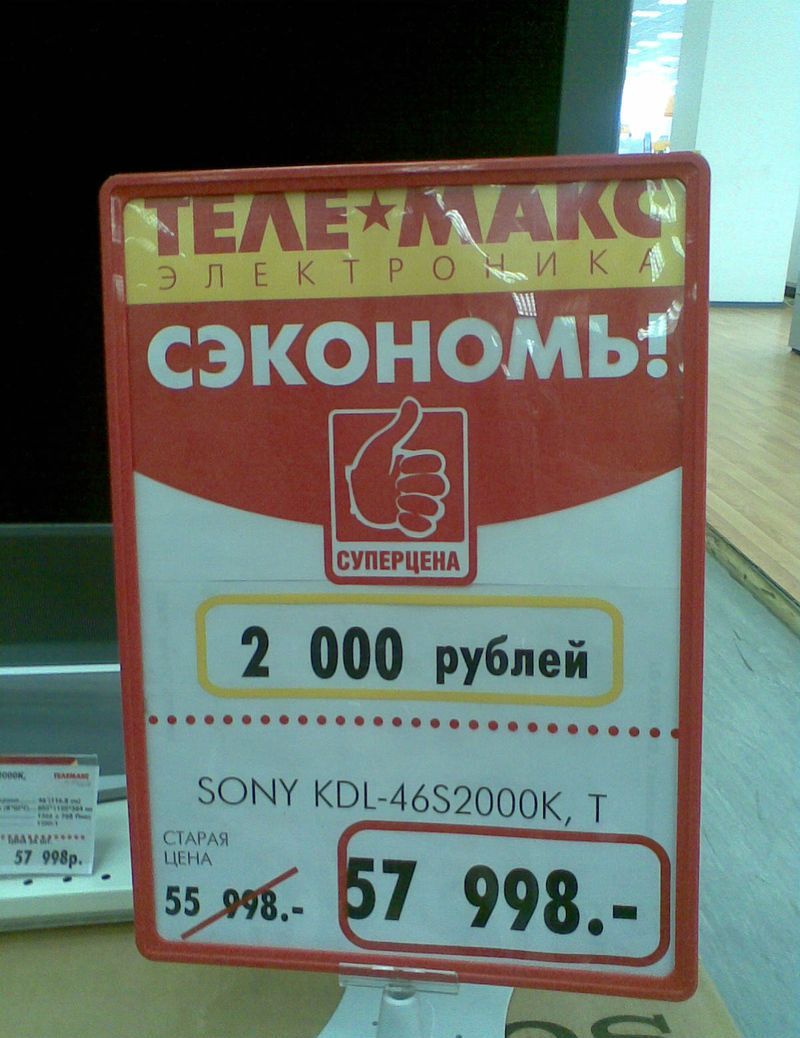 ТЕЛЕ★МАКС
ЭЛЕКТРОНИКА
СЭКОНОМЬ!
СУПЕРЦЕНА
2 000 рублей
SONY KDL-46S2000K, T
СТАРАЯ
ЦЕНА
55 998.-
57 998.-
ТЕЛЕМАКС
57 998р.